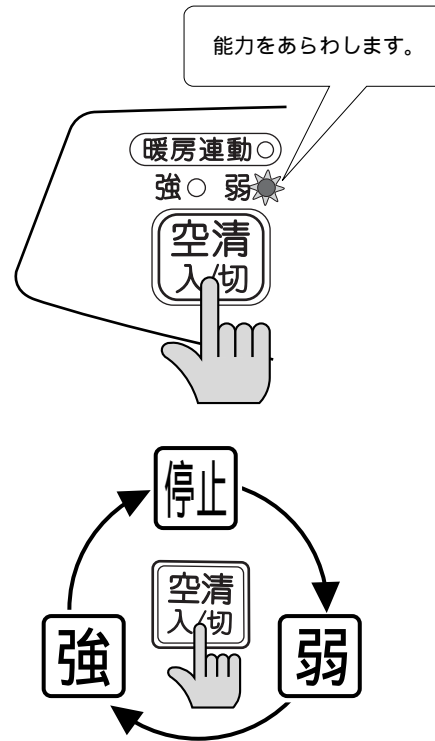 能力をあらわします。
暖房連動
強 弱
空清
入/切
停止
空清
入/切
強
弱